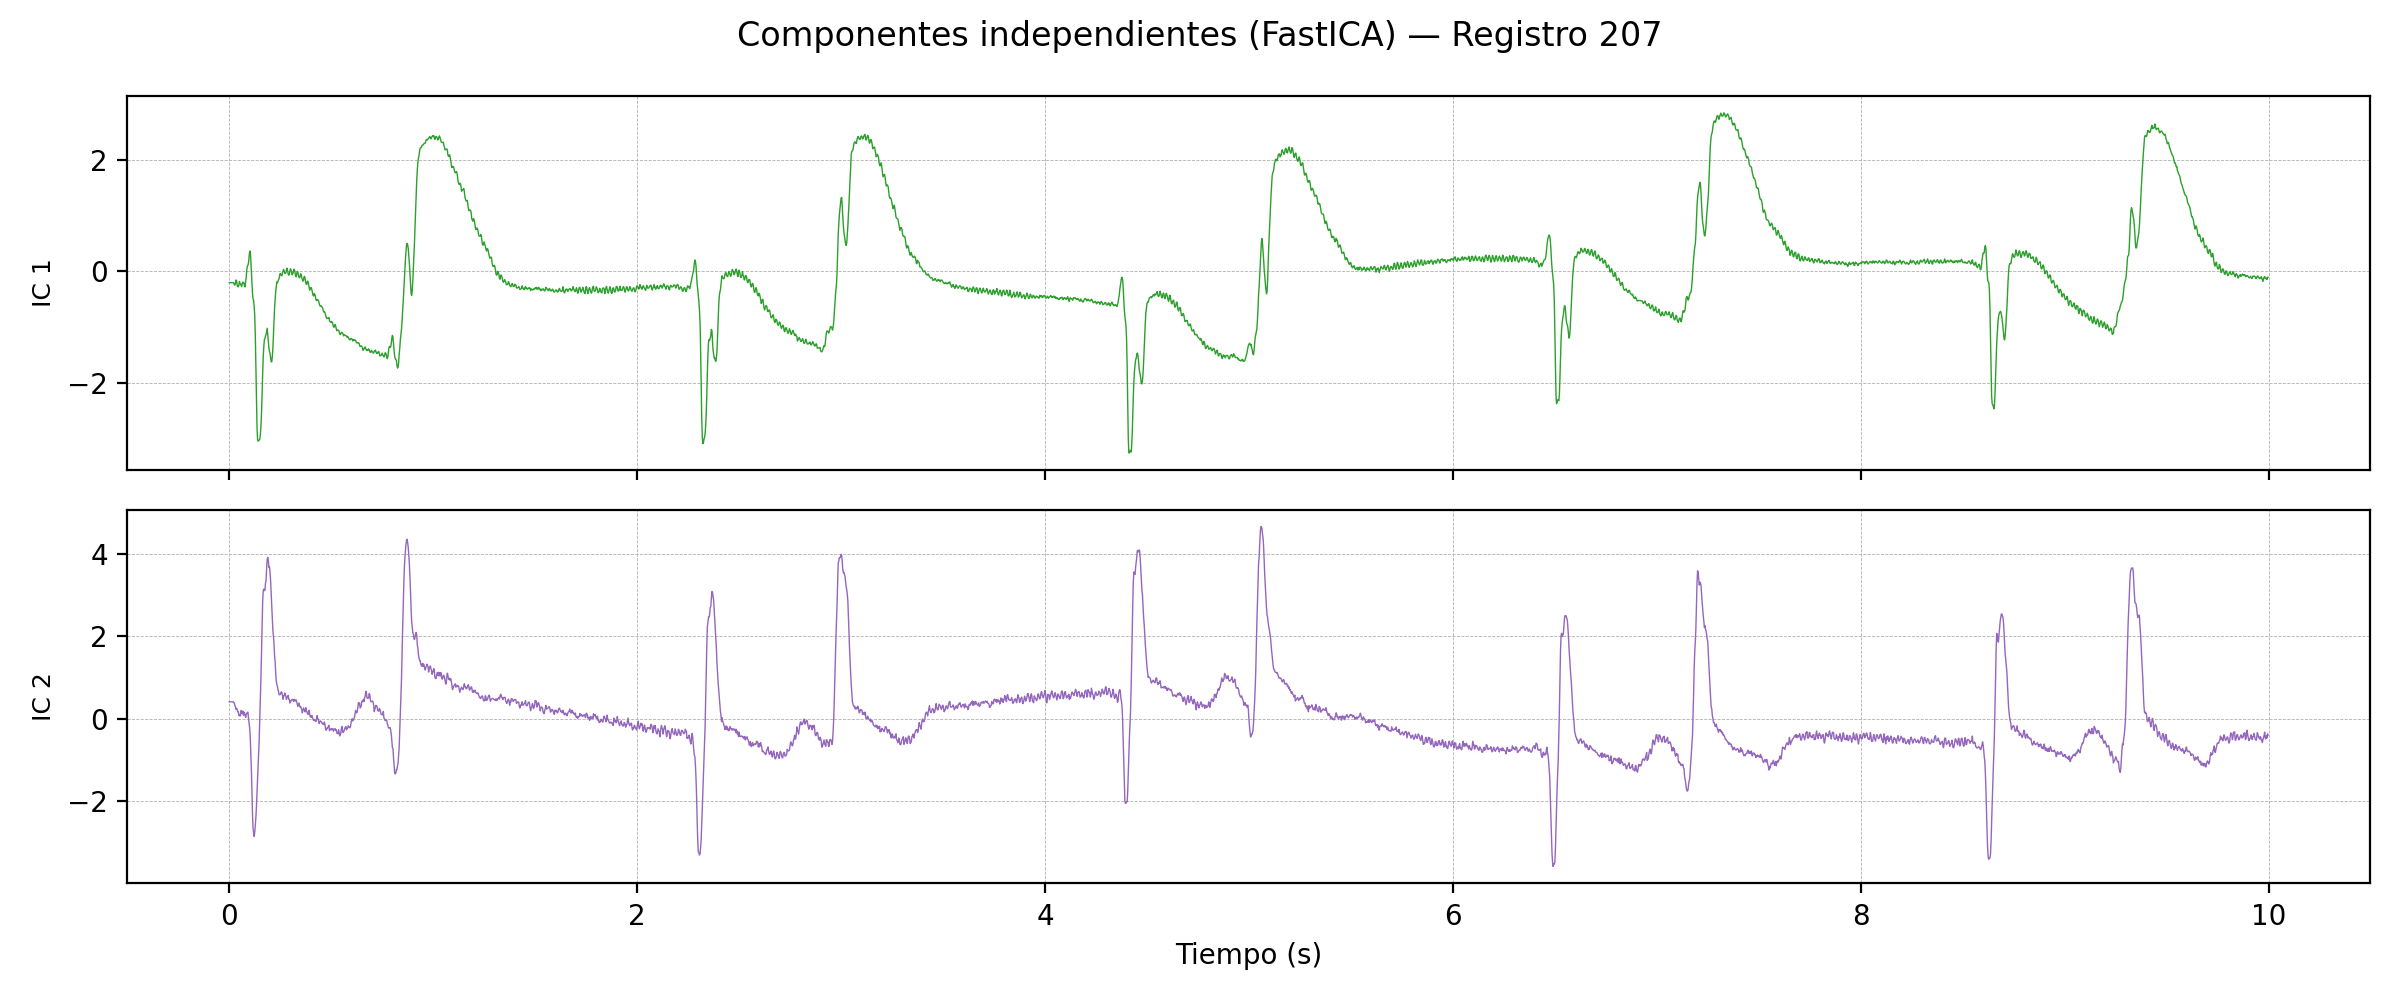 Componentes independientes (FastICA) — Registro 207
IC 1
2
0
−2
IC 2
4
2
0
−2
0 2 4 6 8 10
Tiempo (s)